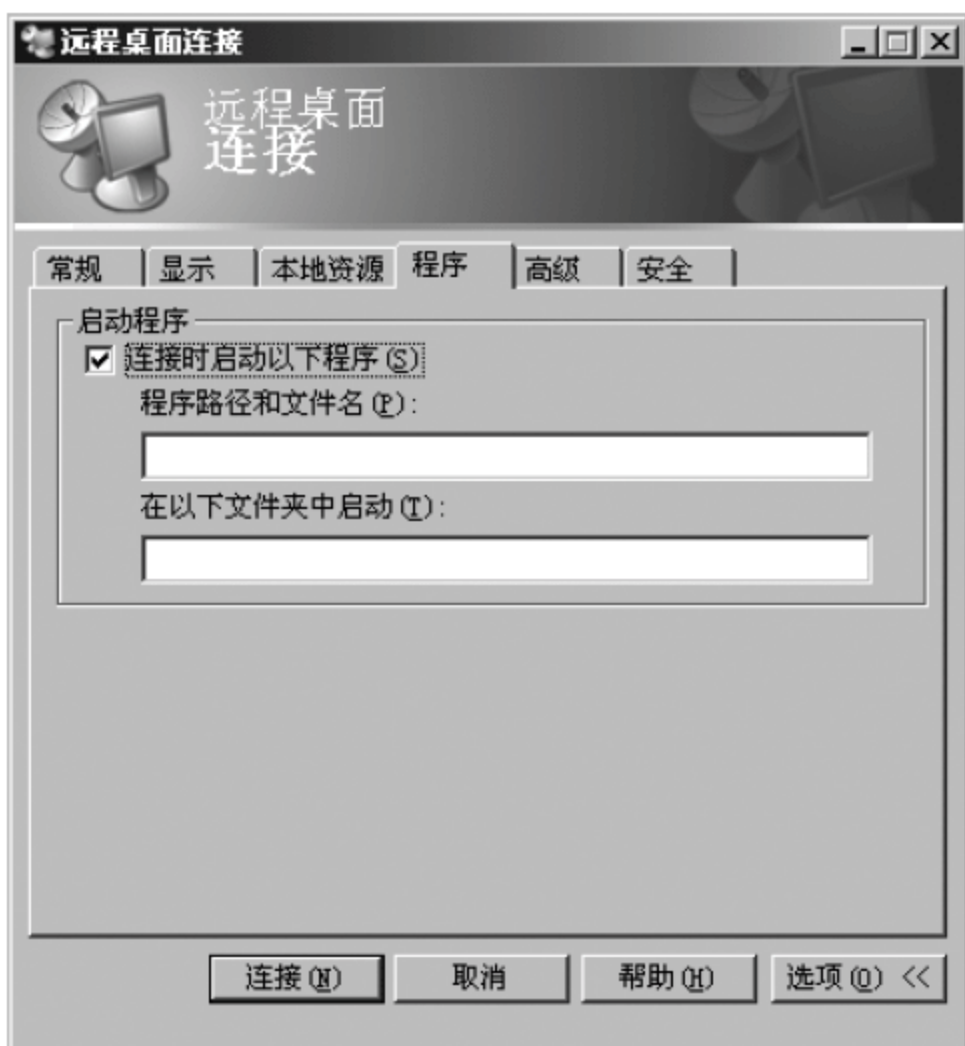 远程桌面连接
远程桌面
连接
常规 显示 本地资源 程序 高级 安全
启动程序
连接时启动以下程序(S)
程序路径和文件名(P):
在以下文件夹中启动(T):
连接(N) 取消 帮助(H) 选项(O) <<